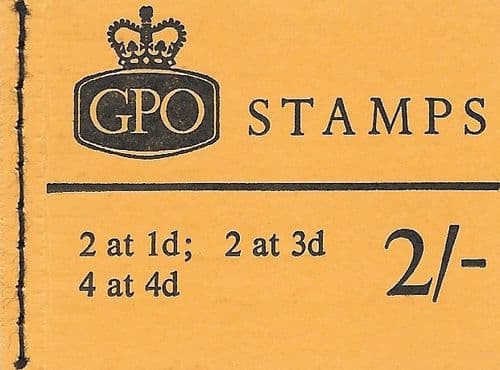 GPO STAMPS
2 at 1d; 2 at 3d
4 at 4d
2/-